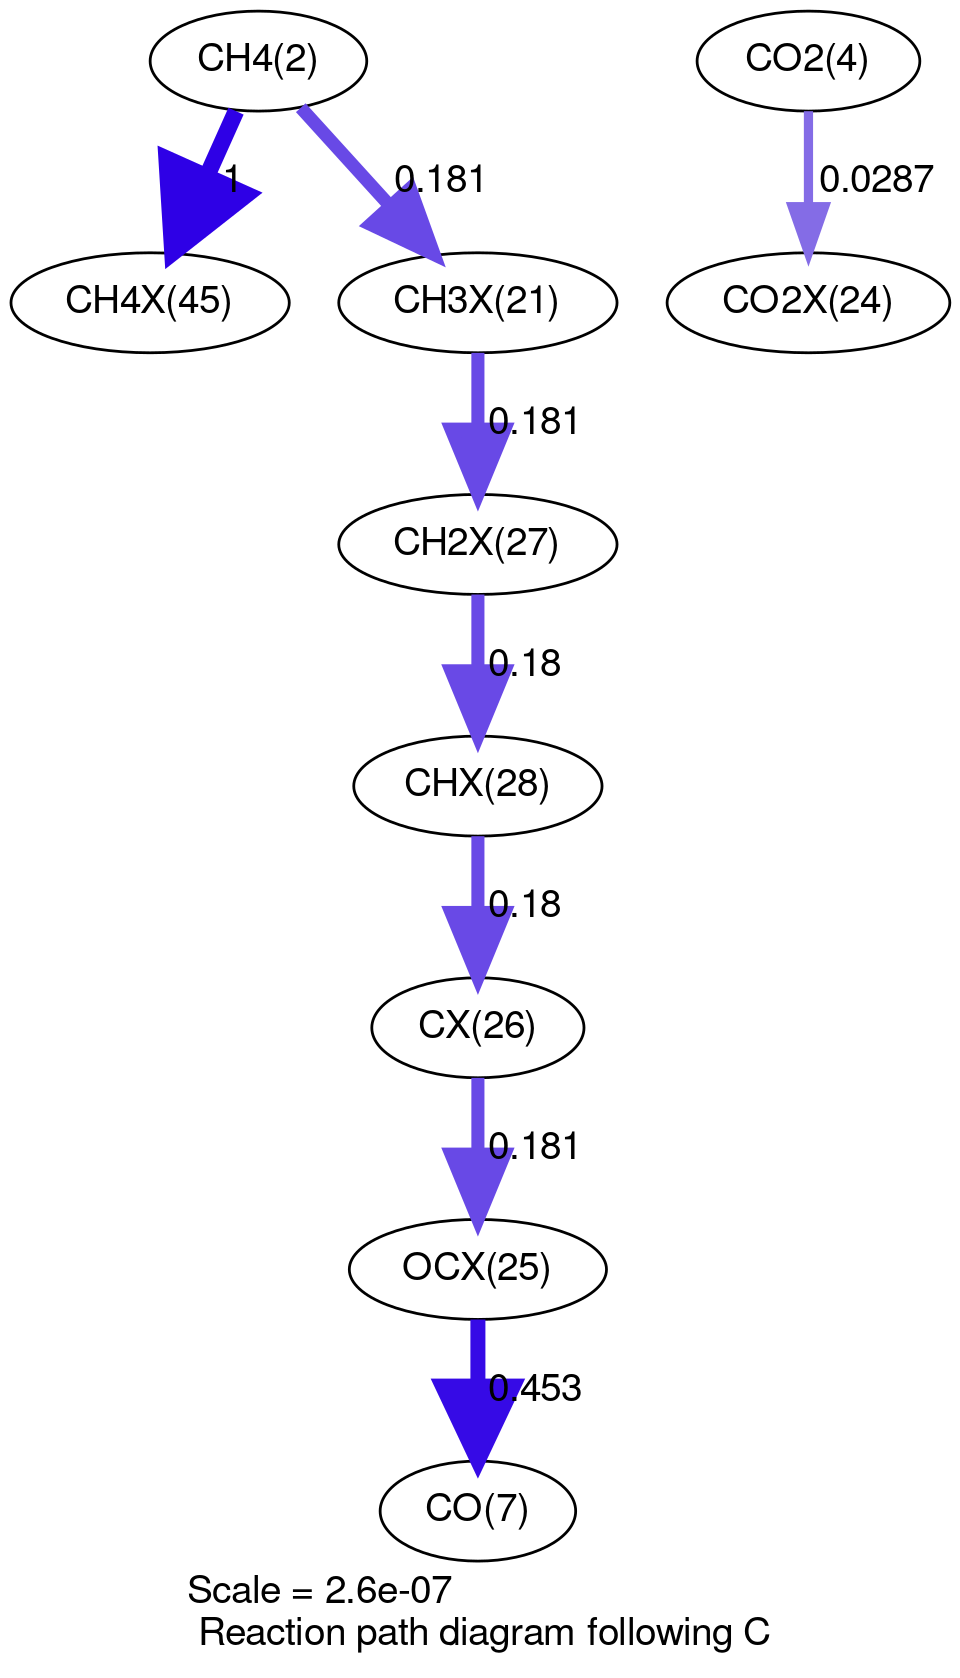 CH4(2)
CO2(4)
1
0.181
0.0287
CH4X(45)
CH3X(21)
CO2X(24)
0.181
CH2X(27)
0.18
CHX(28)
0.18
CX(26)
0.181
OCX(25)
0.453
CO(7)
Scale = 2.6e-07
Reaction path diagram following C